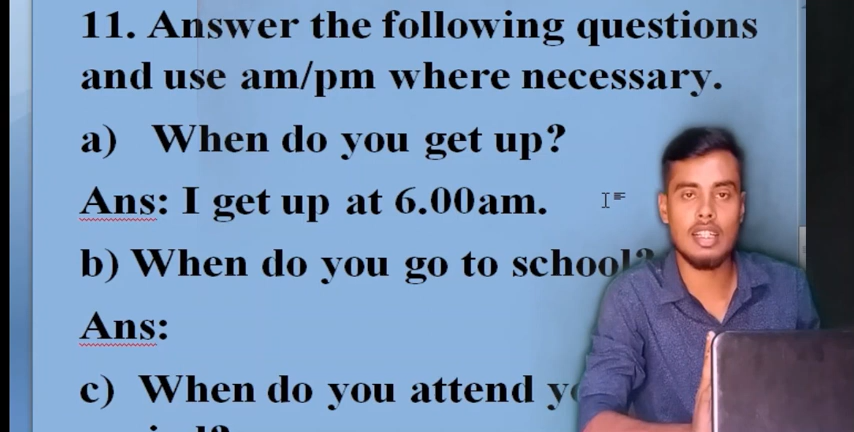 11. Answer the following questions
and use am/pm where necessary.
a) When do you get up?
Ans: I get up at 6.00am.
b) When do you go to school?
Ans:
c) When do you attend